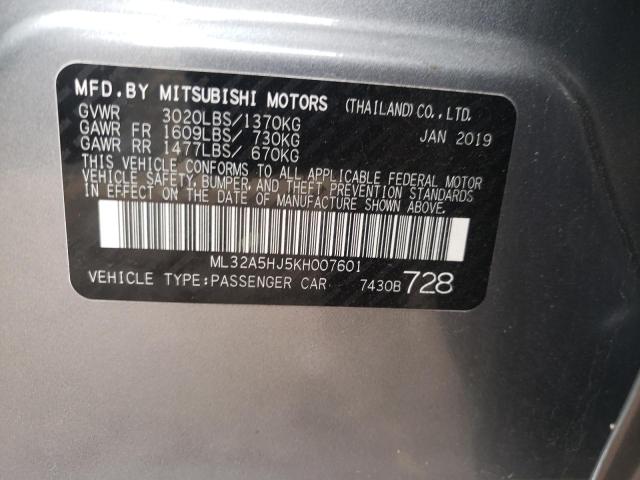 MFD.BY MITSUBISHI MOTORS (THAILAND)CO.,LTD.
GVWR 3020LBS/1370KG JAN 2019
GAWR FR 1609LBS/ 730KG
GAWR RR 1477LBS/ 670KG
THIS VEHICLE CONFORMS TO ALL APPLICABLE FEDERAL MOTOR
VEHICLE SAFETY, BUMPER, AND THEFT PREVENTION STANDARDS
IN EFFECT ON THE DATE OF MANUFACTURE SHOWN ABOVE.
ML32A5HJ5KH007601
VEHICLE TYPE:PASSENGER CAR 7430B 728